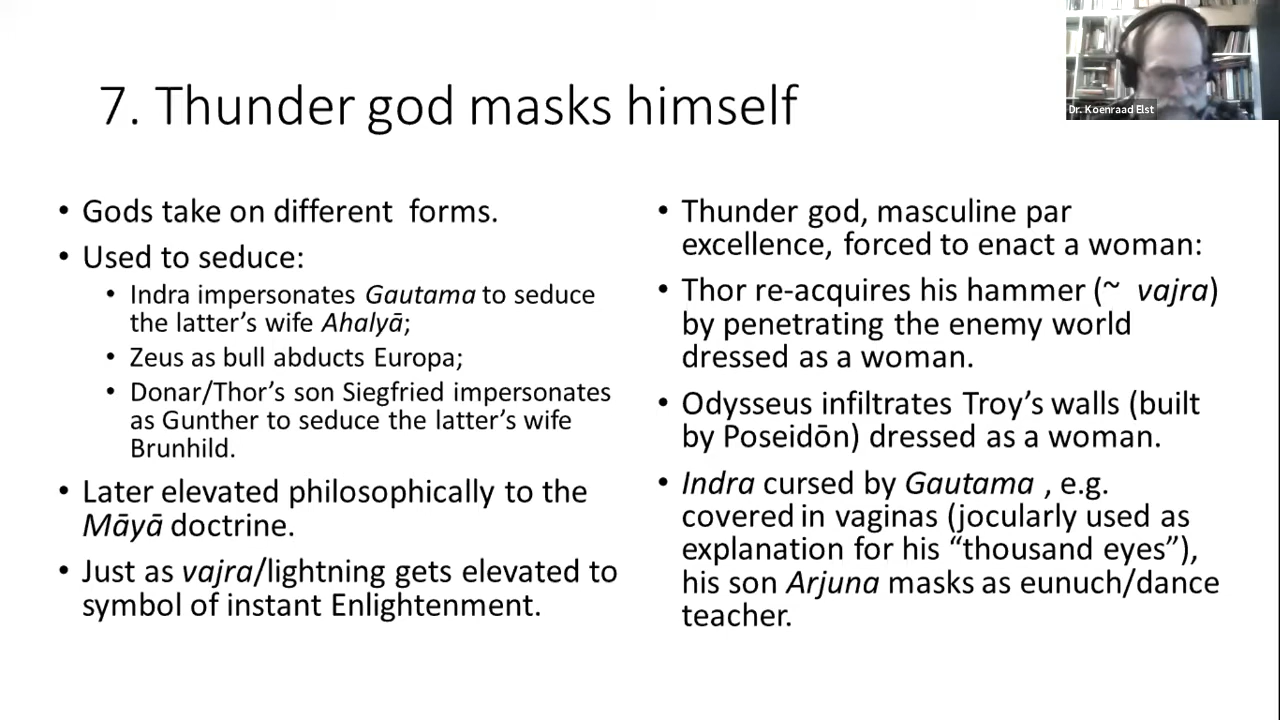 7. Thunder god masks himself
Dr. Koenraad Elst
• Gods take on different forms.
• Used to seduce:
• Indra impersonates Gautama to seduce
the latter’s wife Ahalyā;
• Zeus as bull abducts Europa;
• Donar/Thor’s son Siegfried impersonates
as Gunther to seduce the latter’s wife
Brunhild.
• Later elevated philosophically to the
Māyā doctrine.
• Just as vajra/lightning gets elevated to
symbol of instant Enlightenment.
• Thunder god, masculine par
excellence, forced to enact a woman:
• Thor re-acquires his hammer (~ vajra)
by penetrating the enemy world
dressed as a woman.
• Odysseus infiltrates Troy’s walls (built
by Poseidōn) dressed as a woman.
• Indra cursed by Gautama , e.g.
covered in vaginas (jocularly used as
explanation for his “thousand eyes”),
his son Arjuna masks as eunuch/dance
teacher.